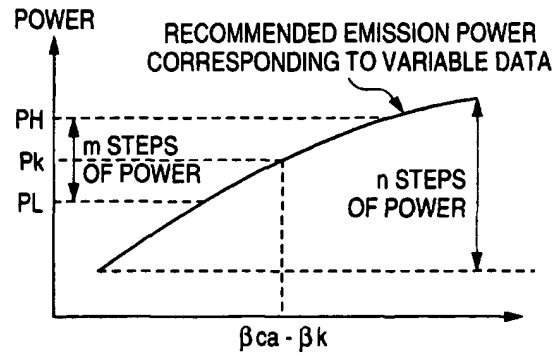 POWER
RECOMMENDED EMISSION POWER
CORRESPONDING TO VARIABLE DATA
PH
Pk
PL
m STEPS
OF POWER
n STEPS
OF POWER
βca - βk